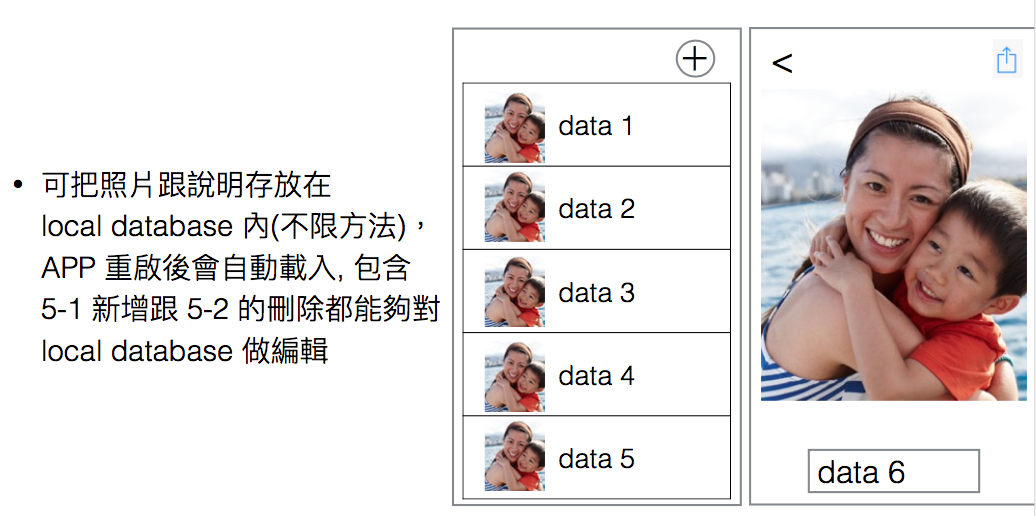 • 可把照片跟說明存放在
local database 內(不限方法)，
APP 重啟後會自動載入, 包含
5-1 新增跟 5-2 的刪除都能夠對
local database 做編輯
data 1
data 2
data 3
data 4
data 5
<
data 6